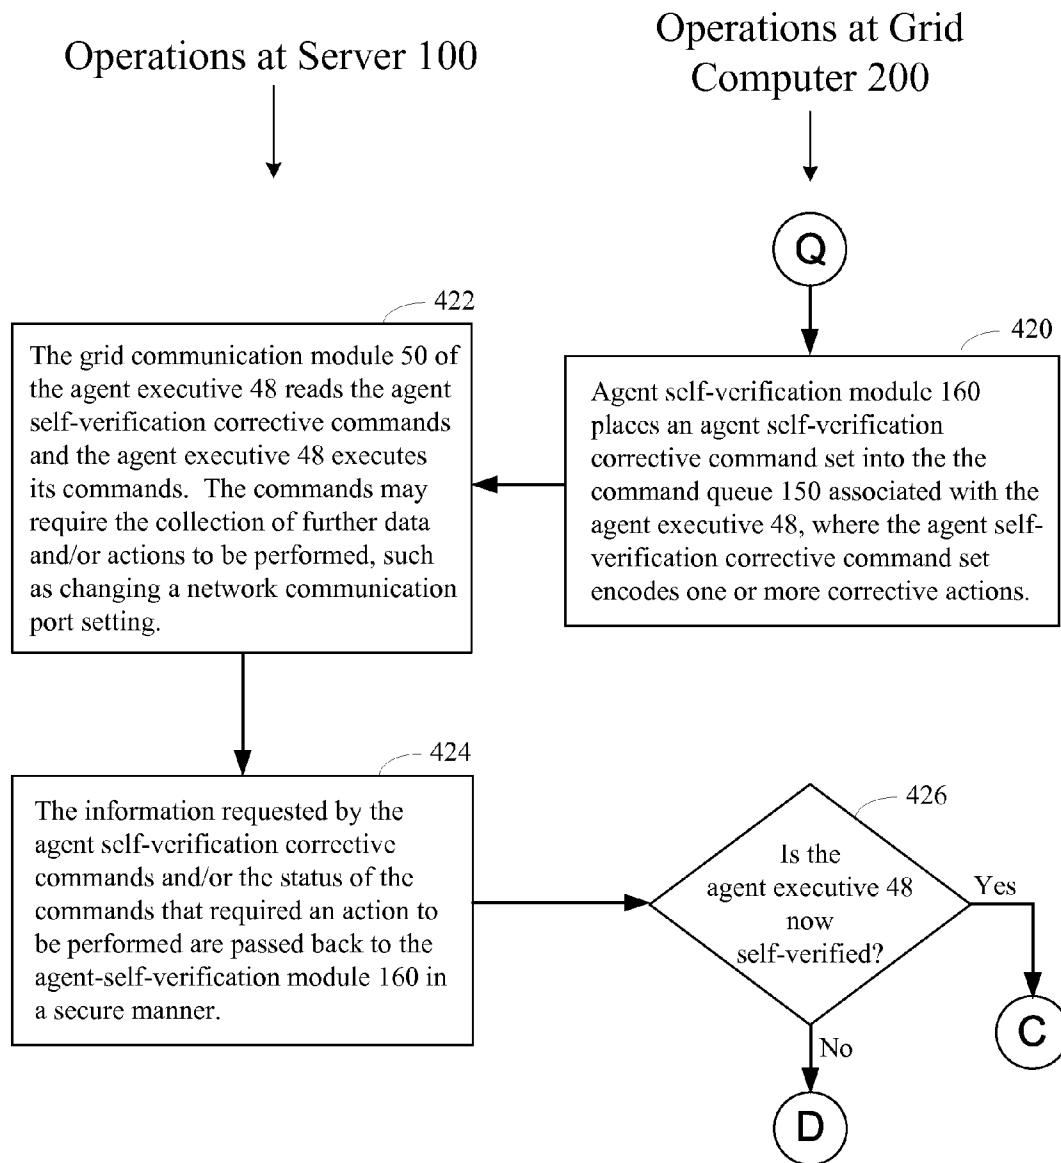 Operations at Server 100
Operations at Grid
Computer 200
Q
420
Agent self-verification module 160
places an agent self-verification
corrective command set into the the
command queue 150 associated with the
agent executive 48, where the agent self-
verification corrective command set
encodes one or more corrective actions.
422
The grid communication module 50 of
the agent executive 48 reads the agent
self-verification corrective commands
and the agent executive 48 executes
its commands.  The commands may
require the collection of further data
and/or actions to be performed, such
as changing a network communication
port setting.
424
The information requested by the
agent self-verification corrective
commands and/or the status of the
commands that required an action to
be performed are passed back to the
agent-self-verification module 160 in
a secure manner.
426
Is the
agent executive 48
now
self-verified?
Yes
C
No
D